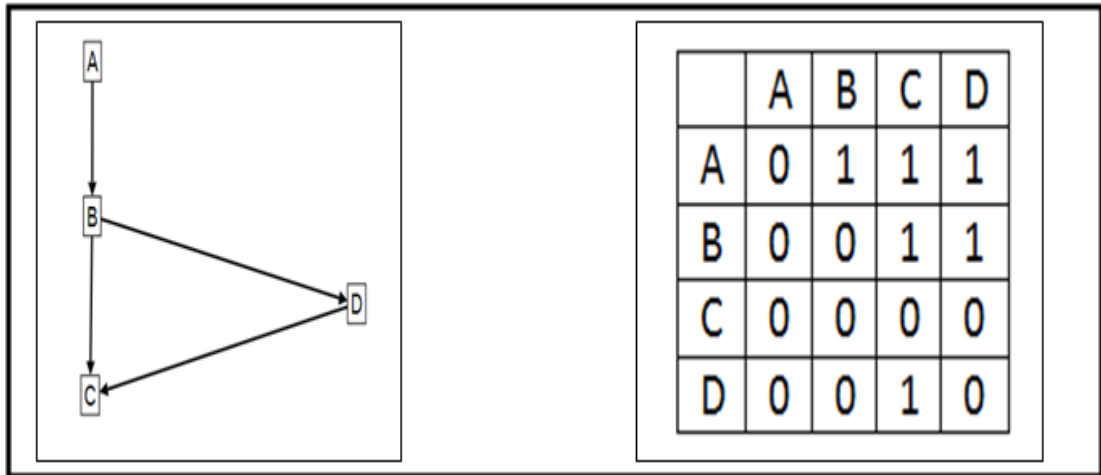 A
B
D
C
A B C D
A 0 1 1 1
B 0 0 1 1
C 0 0 0 0
D 0 0 1 0